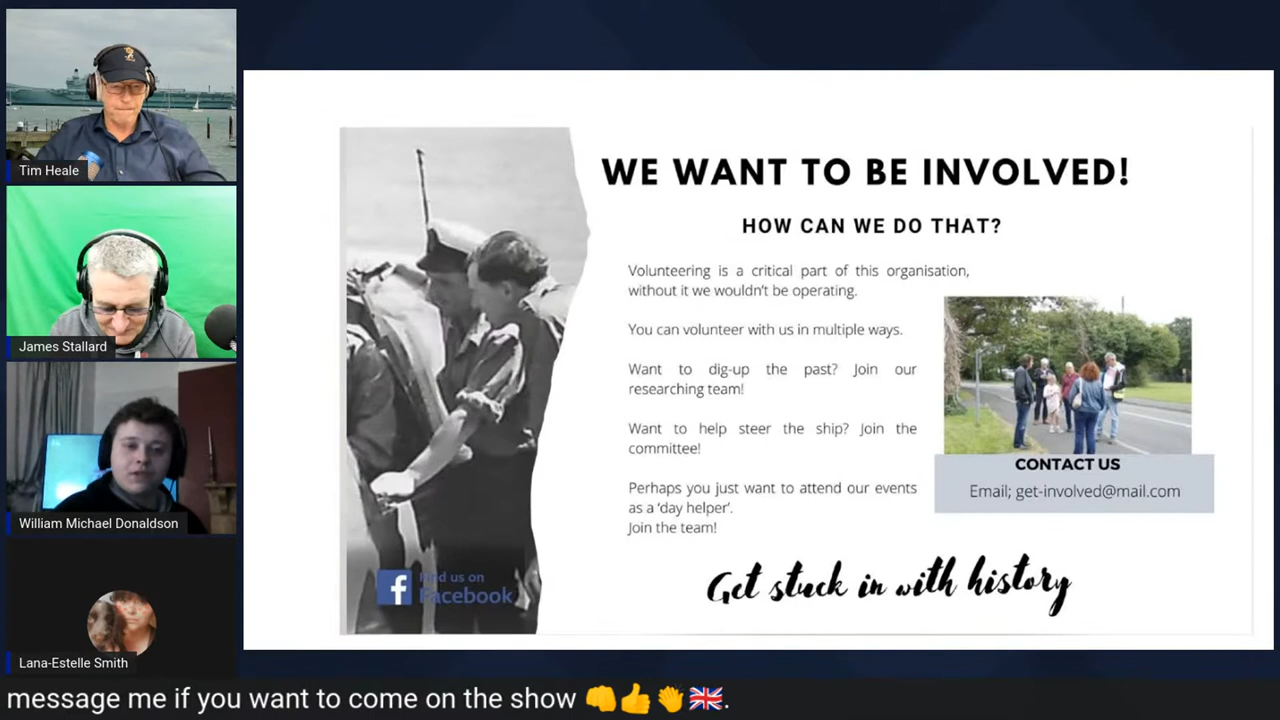 Tim Heale
James Stallard
William Michael Donaldson
Lana-Estelle Smith
WE WANT TO BE INVOLVED!
HOW CAN WE DO THAT?
Volunteering is a critical part of this organisation,
without it we wouldn't be operating.
You can volunteer with us in multiple ways.
Want to dig-up the past? Join our
researching team!
Want to help steer the ship? Join the
committee!
Perhaps you just want to attend our events
as a 'day helper'.
Join the team!
CONTACT US
Email; get-involved@mail.com
Get stuck in with history
f Find us on
Facebook
message me if you want to come on the show 👊👍👏🇬🇧.